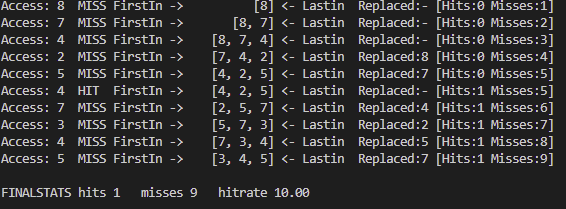 Access: 8  MISS FirstIn ->          [8] <- Lastin  Replaced:- [Hits:0 Misses:1]
Access: 7  MISS FirstIn ->       [8, 7] <- Lastin  Replaced:- [Hits:0 Misses:2]
Access: 4  MISS FirstIn ->    [8, 7, 4] <- Lastin  Replaced:- [Hits:0 Misses:3]
Access: 2  MISS FirstIn ->    [7, 4, 2] <- Lastin  Replaced:8 [Hits:0 Misses:4]
Access: 5  MISS FirstIn ->    [4, 2, 5] <- Lastin  Replaced:7 [Hits:0 Misses:5]
Access: 4  HIT  FirstIn ->    [4, 2, 5] <- Lastin  Replaced:- [Hits:1 Misses:5]
Access: 7  MISS FirstIn ->    [2, 5, 7] <- Lastin  Replaced:4 [Hits:1 Misses:6]
Access: 3  MISS FirstIn ->    [5, 7, 3] <- Lastin  Replaced:2 [Hits:1 Misses:7]
Access: 4  MISS FirstIn ->    [7, 3, 4] <- Lastin  Replaced:5 [Hits:1 Misses:8]
Access: 5  MISS FirstIn ->    [3, 4, 5] <- Lastin  Replaced:7 [Hits:1 Misses:9]
FINALSTATS hits 1   misses 9   hitrate 10.00